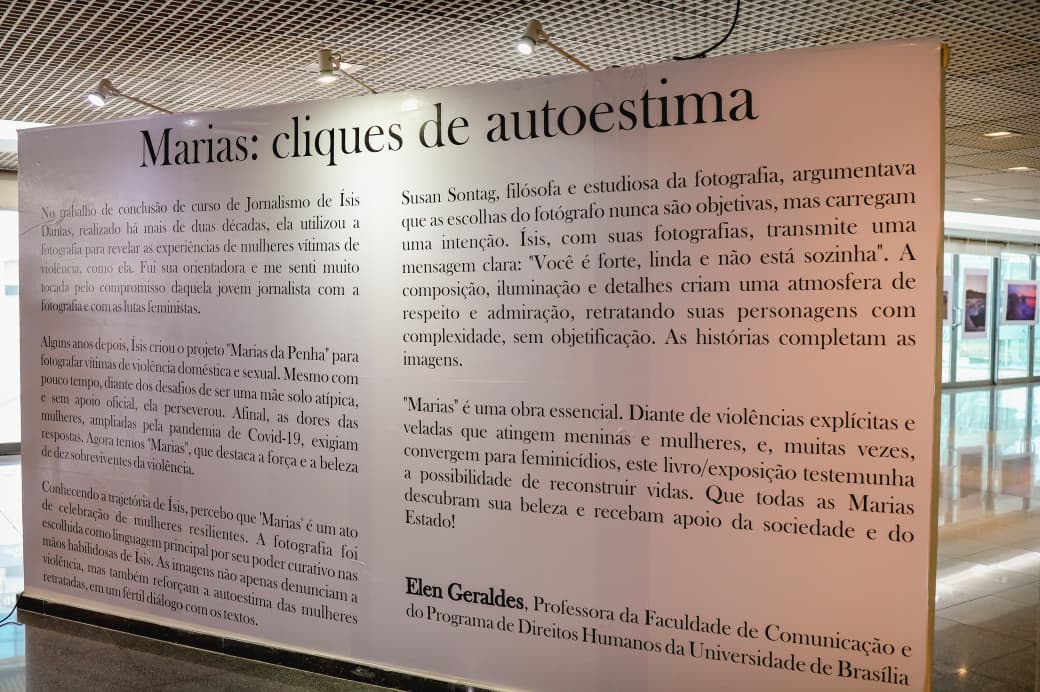 Marias: cliques de autoestima
No trabalho de conclusão de curso de Jornalismo de Ísis
Dantas, realizado há mais de duas décadas, ela utilizou a
fotografia para revelar as experiências de mulheres vítimas de
violência, como ela. Fui sua orientadora e me senti muito
tocada pelo compromisso daquela jovem jornalista com a
fotografia e com as lutas feministas.
Alguns anos depois, Ísis criou o projeto "Marias da Penha" para
fotografar vítimas de violência doméstica e sexual. Mesmo com
pouco tempo, diante dos desafios de ser uma mãe solo atípica,
e sem apoio oficial, ela perseverou. Afinal, as dores das
mulheres, ampliadas pela pandemia de Covid-19, exigiam
respostas. Agora temos "Marias", que destaca a força e a beleza
de dez sobreviventes da violência.
Conhecendo a trajetória de Ísis, percebo que 'Marias' é um ato
de celebração de mulheres resilientes. A fotografia foi
escolhida como linguagem principal por seu poder curativo nas
mãos habilidosas de Ísis. As imagens não apenas denunciam a
violência, mas também reforçam a autoestima das mulheres
retratadas, em um fértil diálogo com os textos.
Susan Sontag, filósofa e estudiosa da fotografia, argumentava
que as escolhas do fotógrafo nunca são objetivas, mas carregam
uma intenção. Ísis, com suas fotografias, transmite uma
mensagem clara: "Você é forte, linda e não está sozinha". A
composição, iluminação e detalhes criam uma atmosfera de
respeito e admiração, retratando suas personagens com
complexidade, sem objetificação. As histórias completam as
imagens.
"Marias" é uma obra essencial. Diante de violências explícitas e
veladas que atingem meninas e mulheres, e, muitas vezes,
convergem para feminicídios, este livro/exposição testemunha
a possibilidade de reconstruir vidas. Que todas as Marias
descubram sua beleza e recebam apoio da sociedade e do
Estado!
Elen Geraldes, Professora da Faculdade de Comunicação e
do Programa de Direitos Humanos da Universidade de Brasília